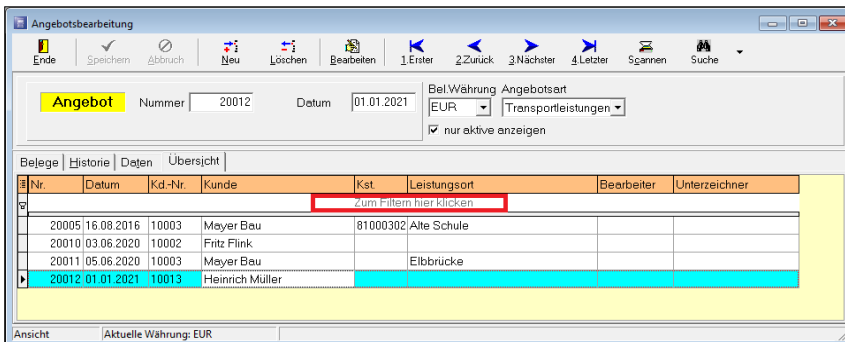 Angebotsbearbeitung
Ende Speichern Abbruch Neu Löschen Bearbeiten 1.Erster 2.Zurück 3.Nächster 4.Letzter Scannen Suche
Bel.Währung Angebotsart
Angebot Nummer 20012 Datum 01.01.2021 EUR Transportleistungen
nur aktive anzeigen
Belege Historie Daten Übersicht
Nr. Datum Kd.-Nr. Kunde Kst. Leistungsort Bearbeiter Unterzeichner
Zum Filtern hier klicken
20005 16.08.2016 10003 Mayer Bau 81000302 Alte Schule
20010 03.06.2020 10002 Fritz Flink
20011 05.06.2020 10003 Mayer Bau Elbbrücke
20012 01.01.2021 10013 Heinrich Müller
Ansicht Aktuelle Währung: EUR